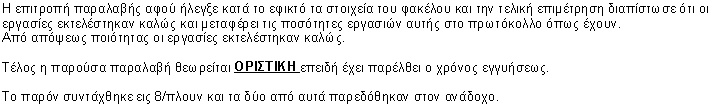 Η επιτροπή παραλαβής αφού ήλεγξε κατά το εφικτό τα στοιχεία του φακέλου και την τελική επιμέτρηση διαπίστωσε ότι οι
εργασίες εκτελέστηκαν καλώς και μεταφέρει τις ποσότητες εργασιών αυτής στο πρωτόκολλο όπως έχουν.
Από απόψεως ποιότητας οι εργασίες εκτελέστηκαν καλώς.
Τέλος η παρούσα παραλαβή θεωρείται ΟΡΙΣΤΙΚΗ επειδή έχει παρέλθει ο χρόνος εγγυήσεως.
Το παρόν συντάχθηκε εις 8/πλουν και τα δύο από αυτά παρεδόθηκαν στον ανάδοχο.